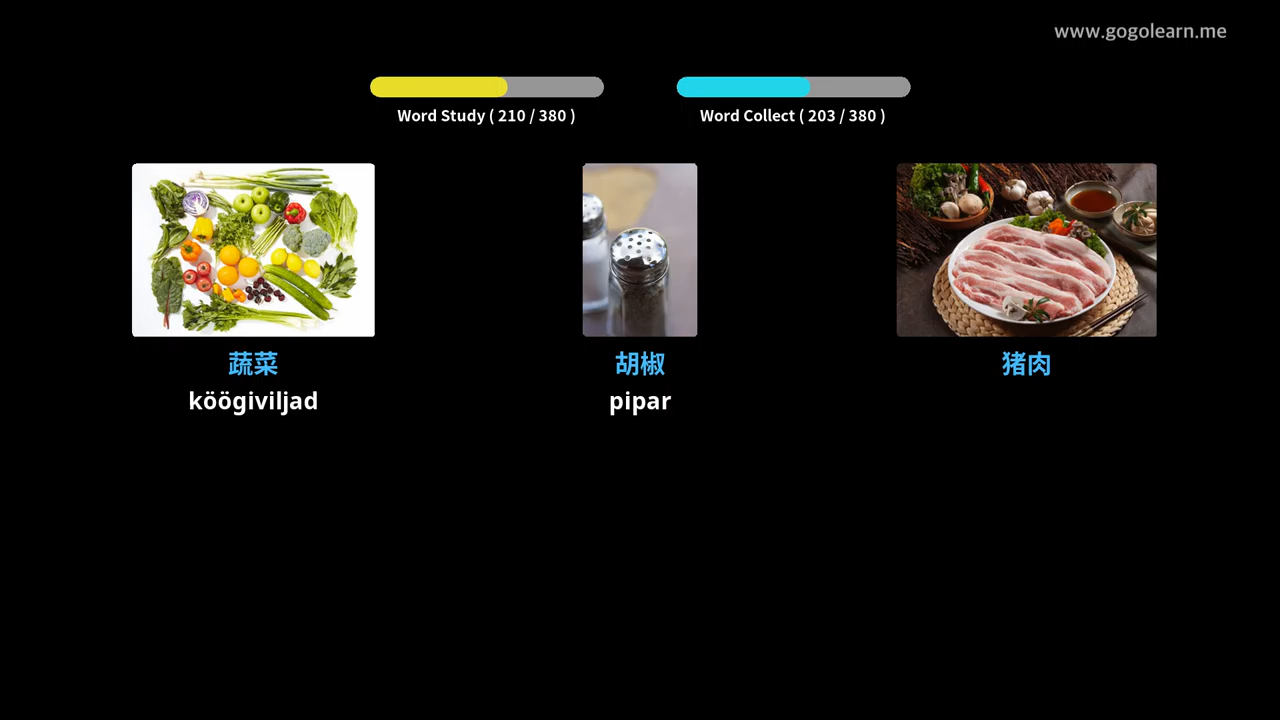 www.gogolearn.me
Word Study ( 210 / 380 )
Word Collect ( 203 / 380 )
蔬菜
胡椒
猪肉
köögiviljad
pipar